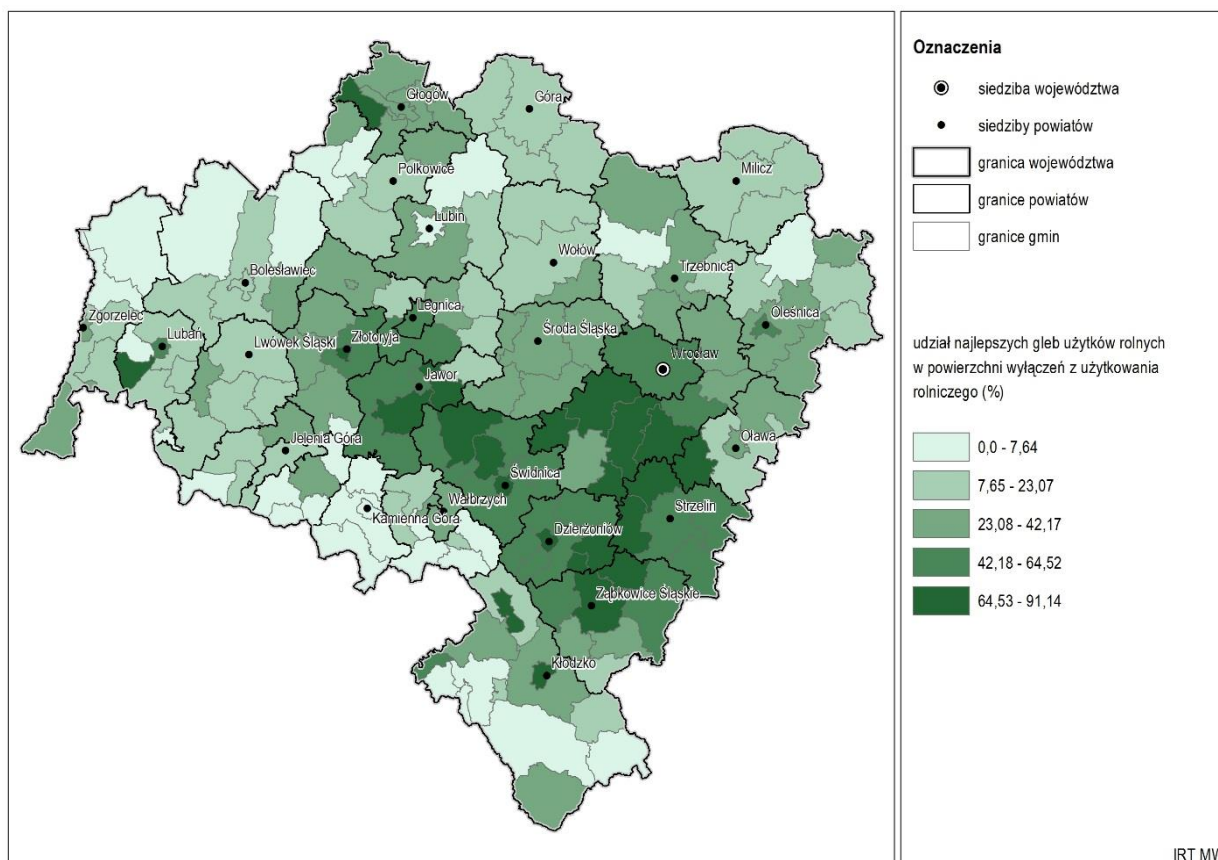 Głogów
Góra
Polkowice
Milicz
Lubin
Wołów
Trzebnica
Bolesławiec
Legnica
Oleśnica
Zgorzelec
Lubań
Lwówek Śląski
Złotoryja
Środa Śląska
Wrocław
Jawor
Jelenia Góra
Oława
Świdnica
Wałbrzych
Kamienna Góra
Strzelin
Dzierżoniów
Ząbkowice Śląskie
Kłodzko
Oznaczenia
siedziba województwa
siedziby powiatów
granica województwa
granice powiatów
granice gmin
udział najlepszych gleb użytków rolnych
w powierzchni wyłączeń z użytkowania
rolniczego (%)
0,0 - 7,64
7,65 - 23,07
23,08 - 42,17
42,18 - 64,52
64,53 - 91,14
IRT MW